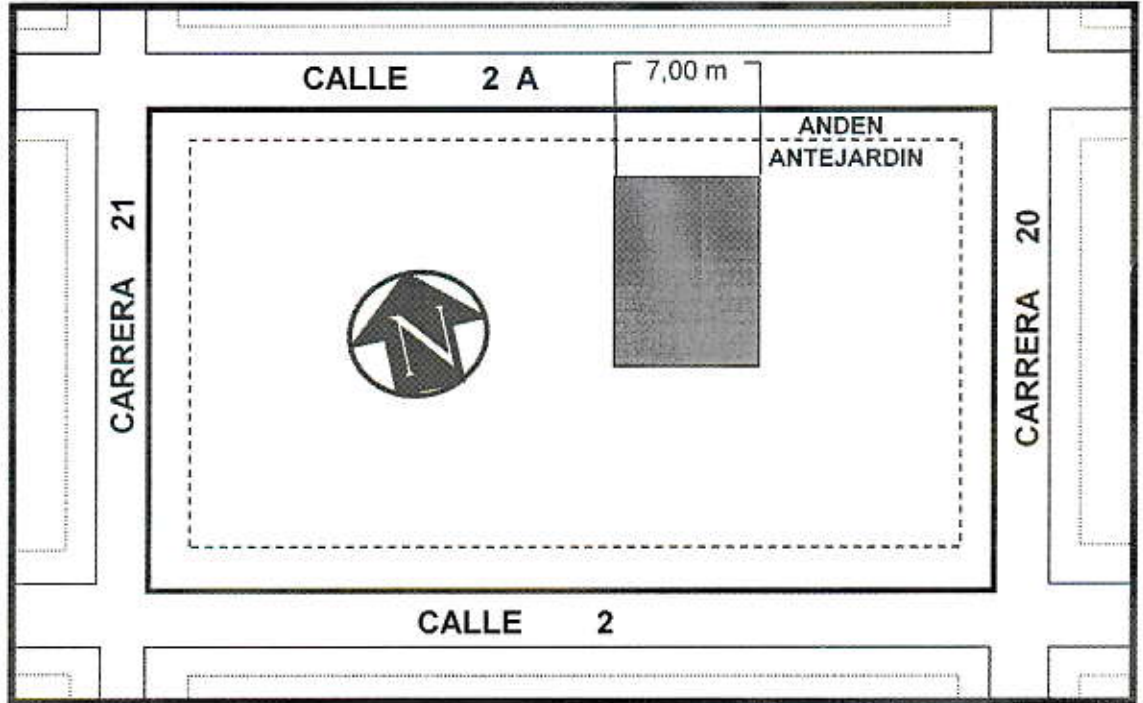 CALLE 2 A
7,00 m
ANDEN
ANTEJARDIN
CARRERA 21
CARRERA 20
N
CALLE 2